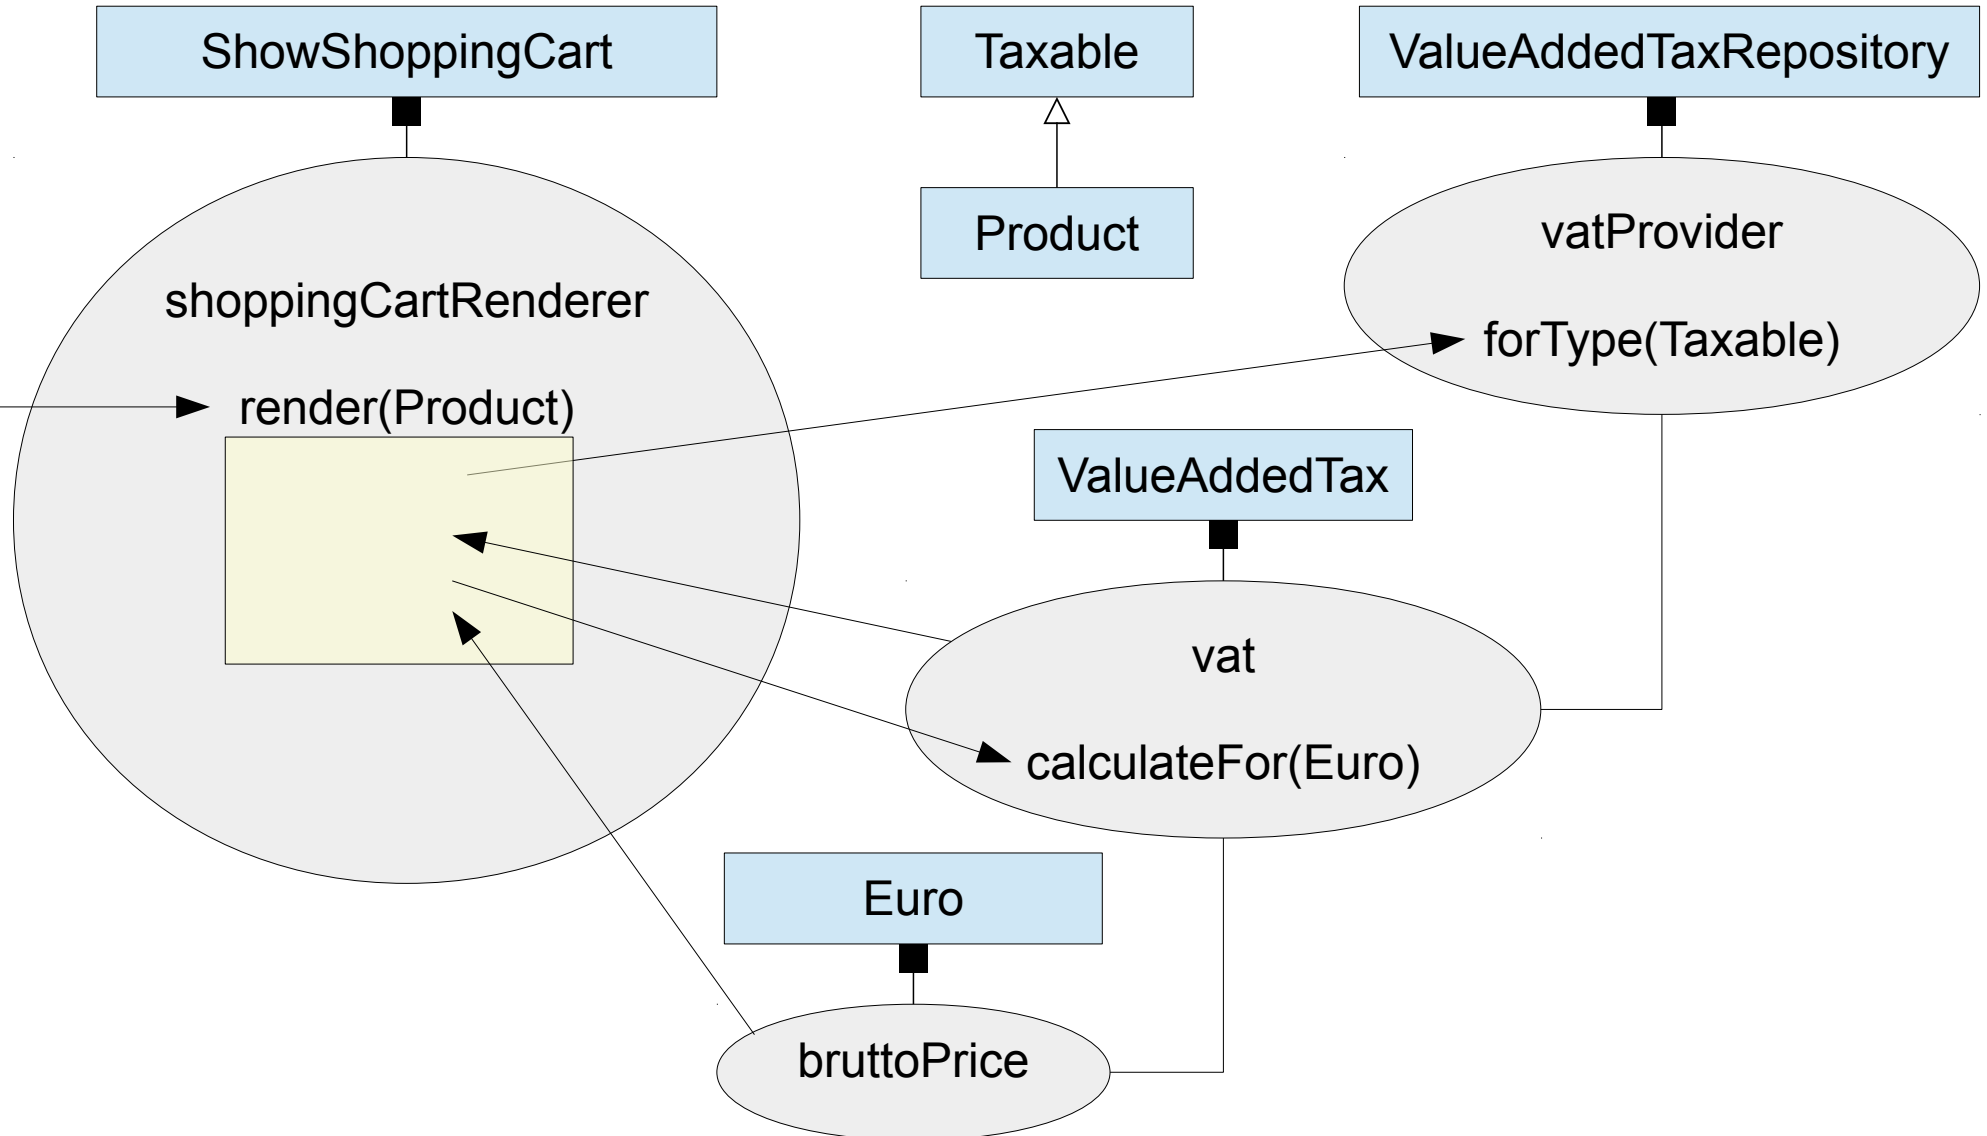 ShowShoppingCart
Taxable
ValueAddedTaxRepository
Product
vatProvider
shoppingCartRenderer
forType(Taxable)
render(Product)
ValueAddedTax
vat
calculateFor(Euro)
Euro
bruttoPrice